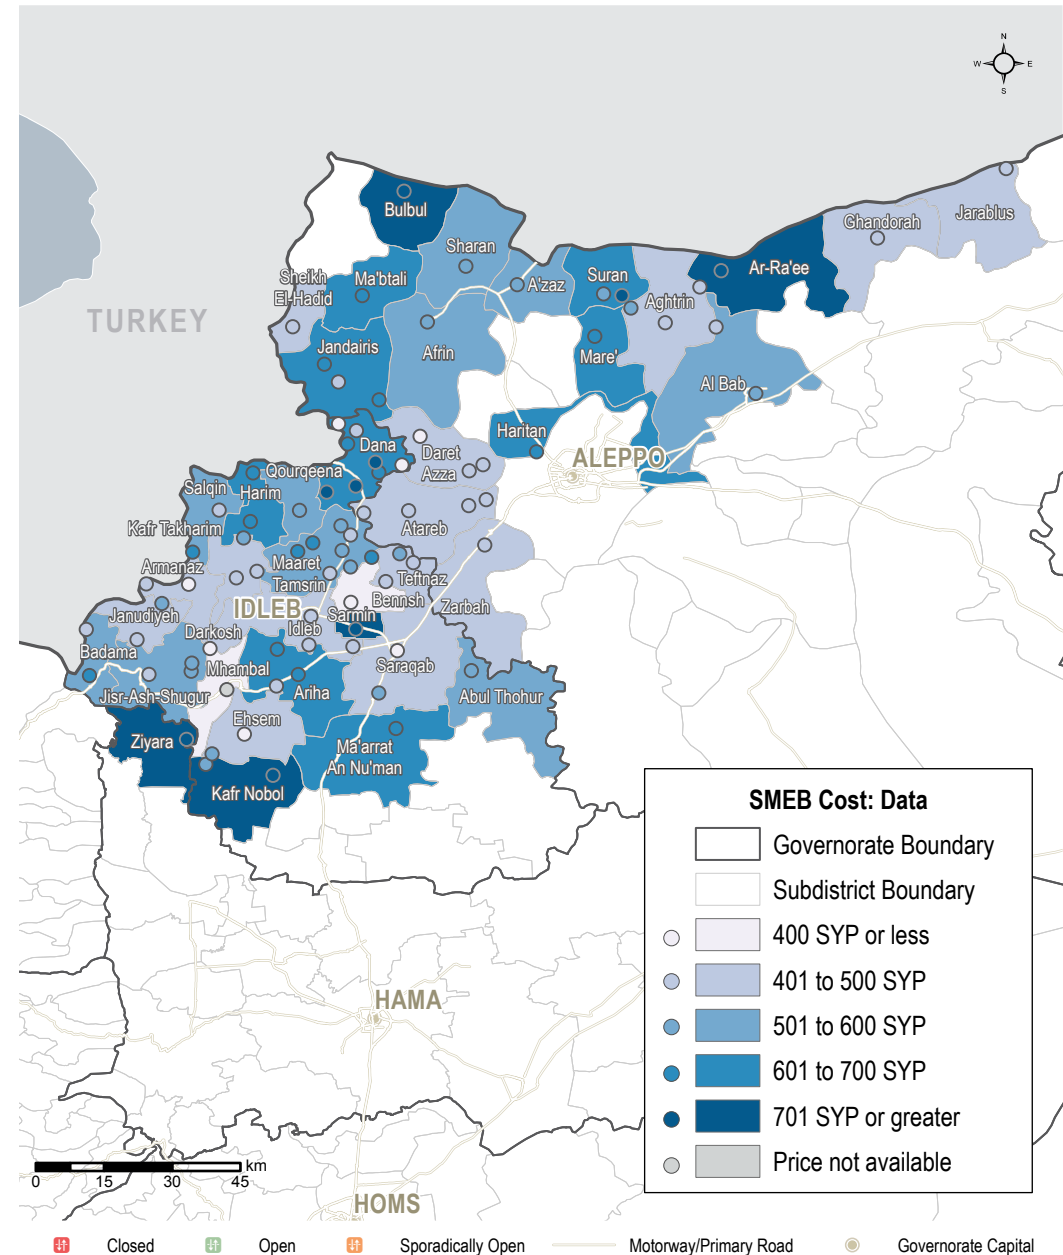 N
W E
S
Bulbul
Ghandorah
Jarablus
Sharan
Ar-Ra'ee
Suran
Ma'btali
A'zaz
Sheikh
El-Hadid
Aghtrin
TURKEY
Jandairis
Afrin
Mare'
Al Bab
Haritan
Dana
Daret
Azza
ALEPPO
Qourqeena
Salqin
Harim
Kafr Takharim
Atareb
Armanaz
Maaret
Tamsrin
Teftnaz
Bennsh
IDLEB
Zarbah
Janudiyeh
Sarmin
Darkosh
Idleb
Badama
Mhambal
Saraqab
Abul Thohur
Jisr-Ash-Shugur
Ariha
Ehsem
Ziyara
Ma'arrat
An Nu'man
Kafr Nobol
SMEB Cost: Data
Governorate Boundary
Subdistrict Boundary
400 SYP or less
401 to 500 SYP
501 to 600 SYP
601 to 700 SYP
701 SYP or greater
Price not available
HAMA
km
0 15 30 45
HOMS
Closed Open Sporadically Open Motorway/Primary Road Governorate Capital